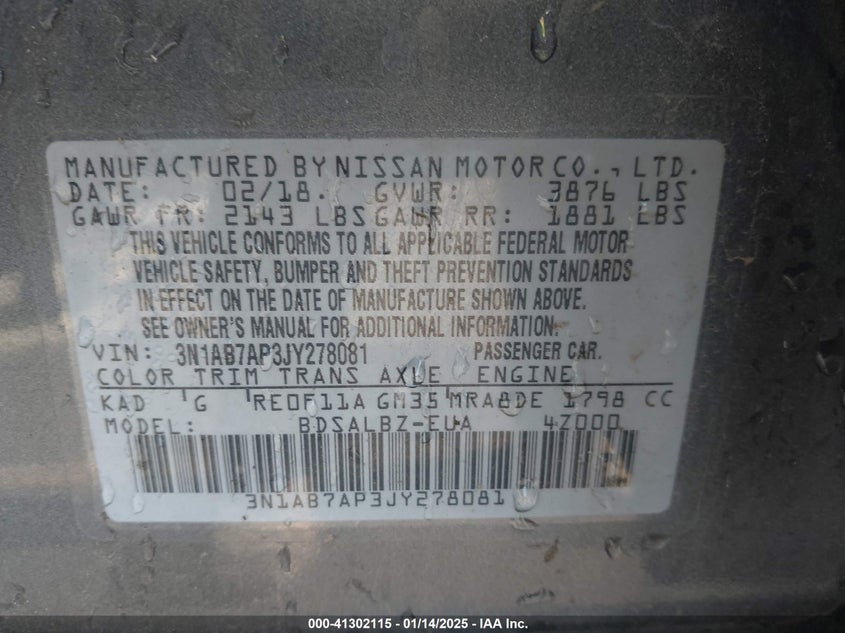 MANUFACTURED BY NISSAN MOTOR CO., LTD.
DATE: 02/18. GVWR: 3876 LBS
GAWR FR: 2143 LBS GAWR RR: 1881 LBS
THIS VEHICLE CONFORMS TO ALL APPLICABLE FEDERAL MOTOR
VEHICLE SAFETY, BUMPER AND THEFT PREVENTION STANDARDS
IN EFFECT ON THE DATE OF MANUFACTURE SHOWN ABOVE.
SEE OWNER'S MANUAL FOR ADDITIONAL INFORMATION.
VIN: 3N1AB7AP3JY278081 PASSENGER CAR.
COLOR TRIM TRANS AXLE ENGINE
KAD G RE0F11A GM35 MRA8DE 1798 CC
MODEL: BDSALBZ-EUA 4Z000
3N1AB7AP3JY278081
000-41302115 - 01/14/2025 - IAA Inc.